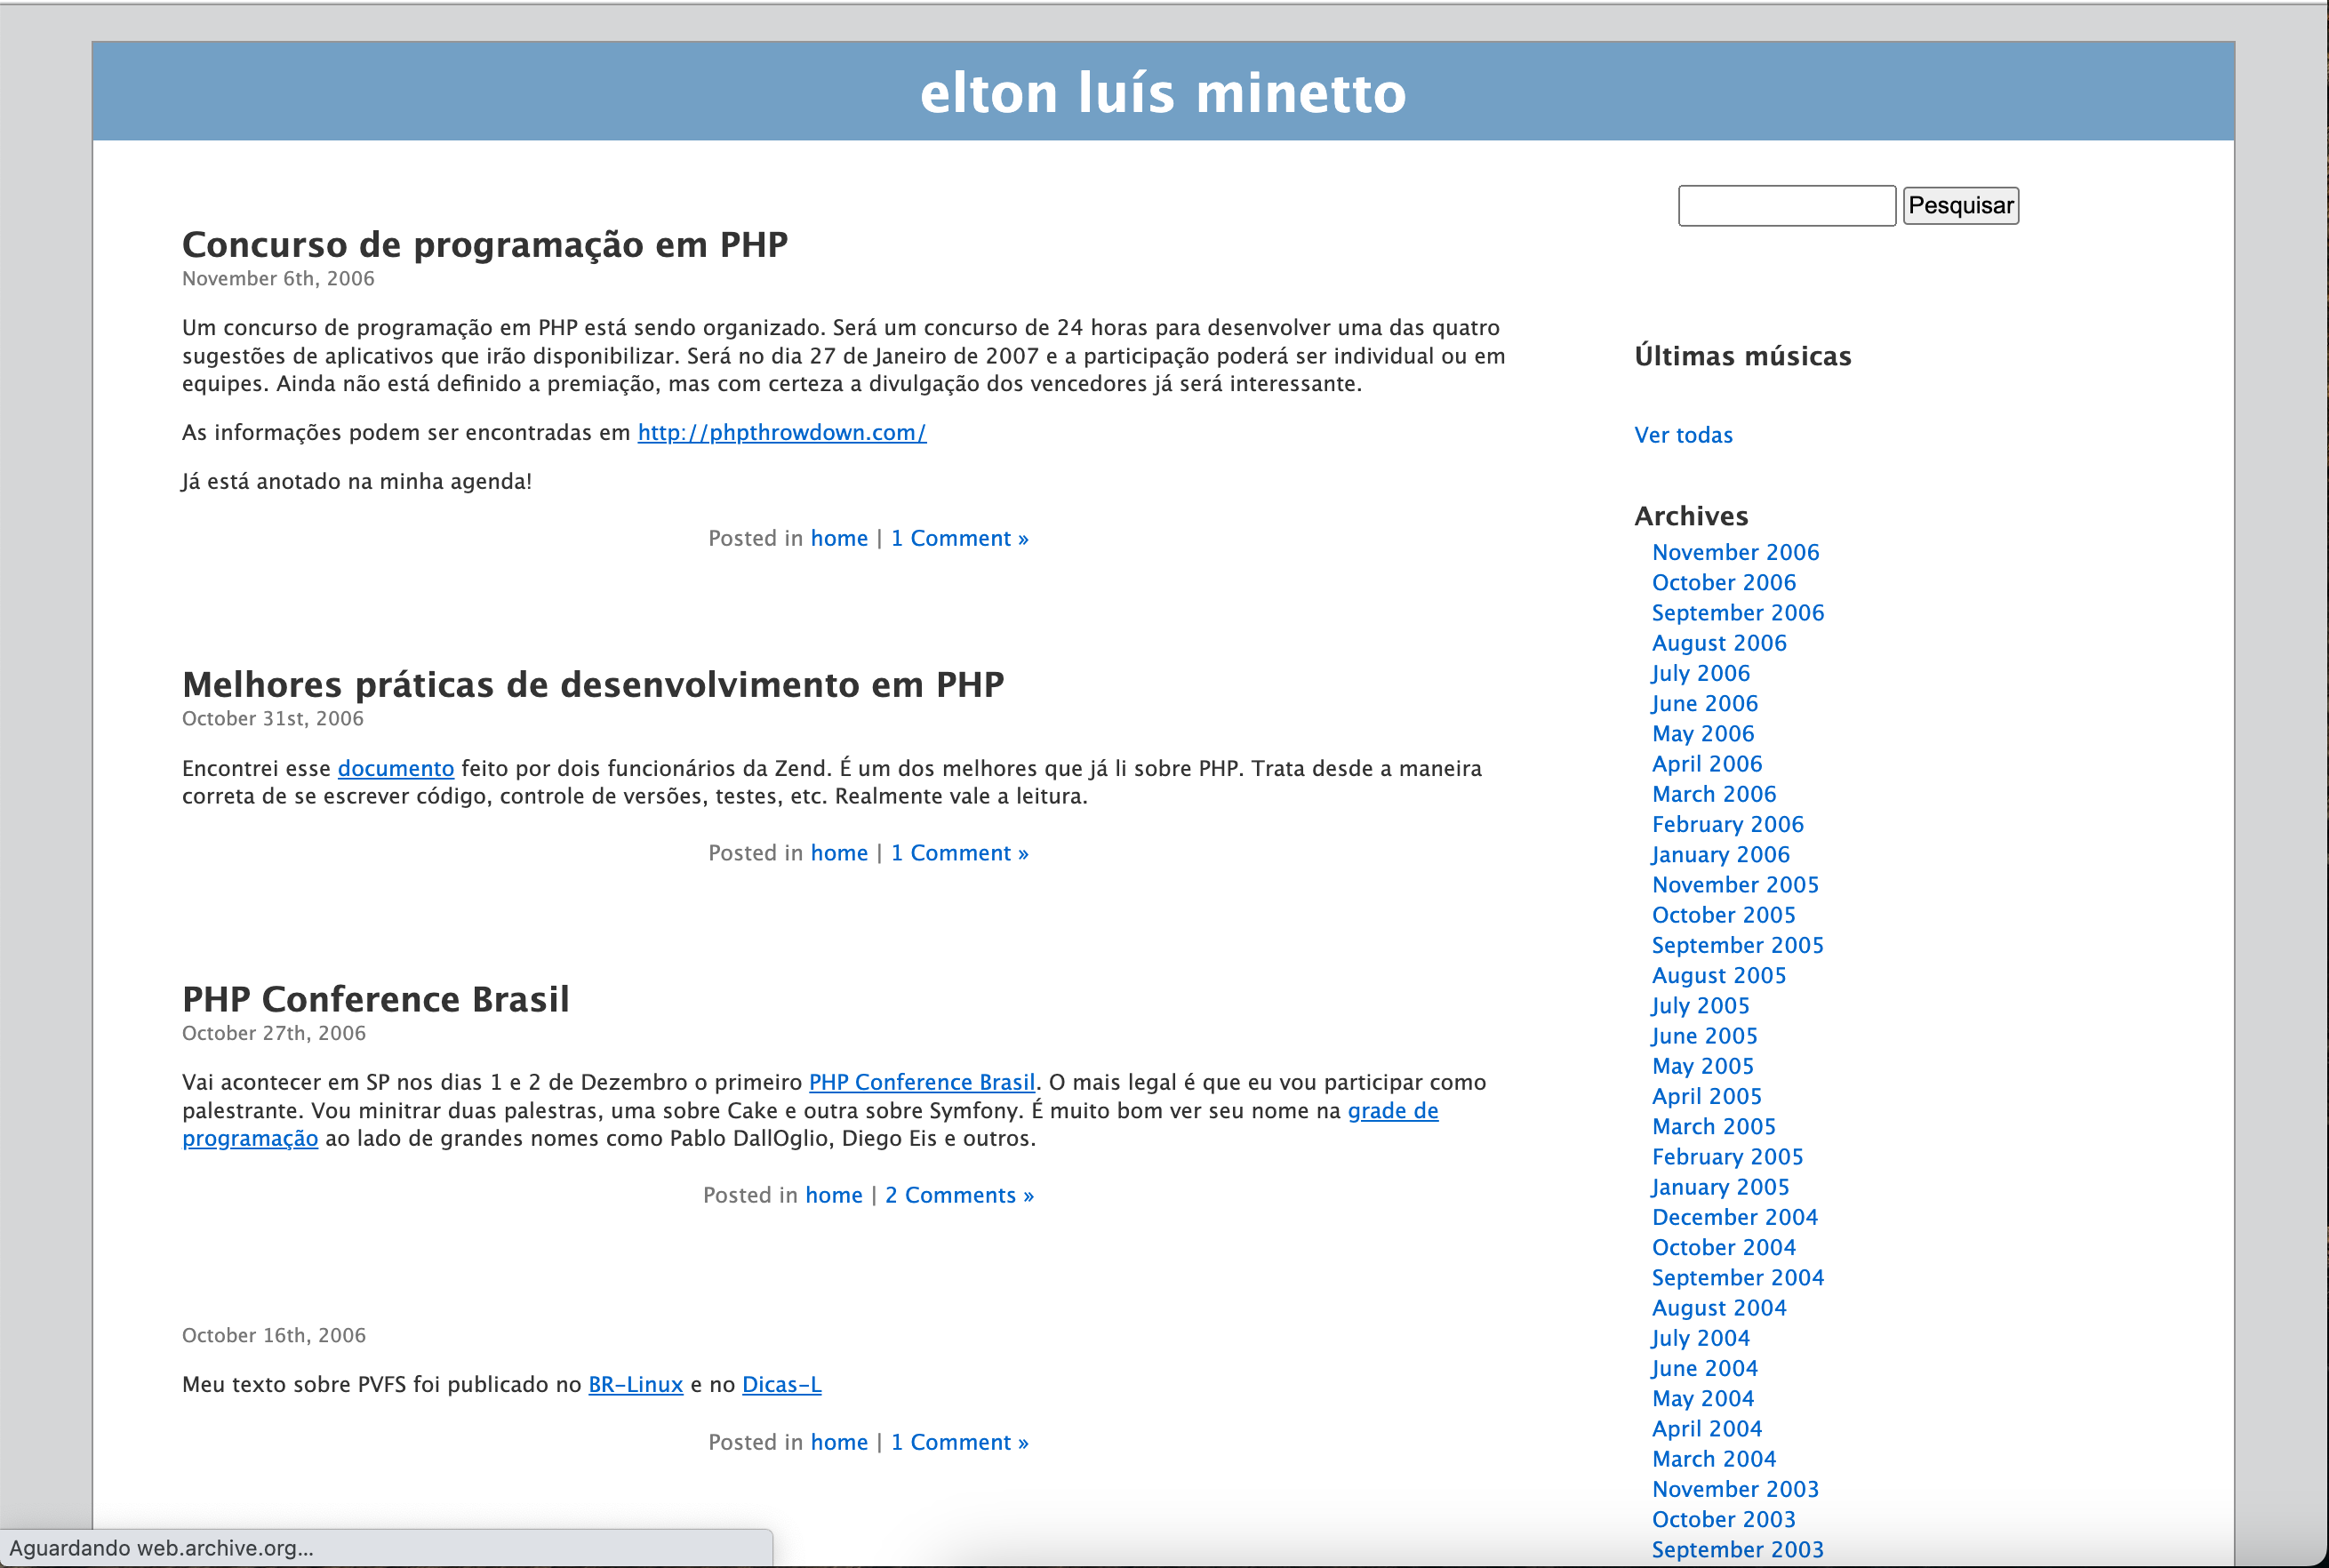 elton luís minetto
Pesquisar
Concurso de programação em PHP
November 6th, 2006
Um concurso de programação em PHP está sendo organizado. Será um concurso de 24 horas para desenvolver uma das quatro
sugestões de aplicativos que irão disponibilizar. Será no dia 27 de Janeiro de 2007 e a participação poderá ser individual ou em
equipes. Ainda não está definido a premiação, mas com certeza a divulgação dos vencedores já será interessante.
As informações podem ser encontradas em http://phpthrowdown.com/
Já está anotado na minha agenda!
Posted in home | 1 Comment »
Melhores práticas de desenvolvimento em PHP
October 31st, 2006
Encontrei esse documento feito por dois funcionários da Zend. É um dos melhores que já li sobre PHP. Trata desde a maneira
correta de se escrever código, controle de versões, testes, etc. Realmente vale a leitura.
Posted in home | 1 Comment »
PHP Conference Brasil
October 27th, 2006
Vai acontecer em SP nos dias 1 e 2 de Dezembro o primeiro PHP Conference Brasil. O mais legal é que eu vou participar como
palestrante. Vou minitrar duas palestras, uma sobre Cake e outra sobre Symfony. É muito bom ver seu nome na grade de
programação ao lado de grandes nomes como Pablo DallOglio, Diego Eis e outros.
Posted in home | 2 Comments »
October 16th, 2006
Meu texto sobre PVFS foi publicado no BR-Linux e no Dicas-L
Posted in home | 1 Comment »
Últimas músicas
Ver todas
Archives
November 2006
October 2006
September 2006
August 2006
July 2006
June 2006
May 2006
April 2006
March 2006
February 2006
January 2006
November 2005
October 2005
September 2005
August 2005
July 2005
June 2005
May 2005
April 2005
March 2005
February 2005
January 2005
December 2004
October 2004
September 2004
August 2004
July 2004
June 2004
May 2004
April 2004
March 2004
November 2003
October 2003
September 2003
Aguardando web.archive.org...